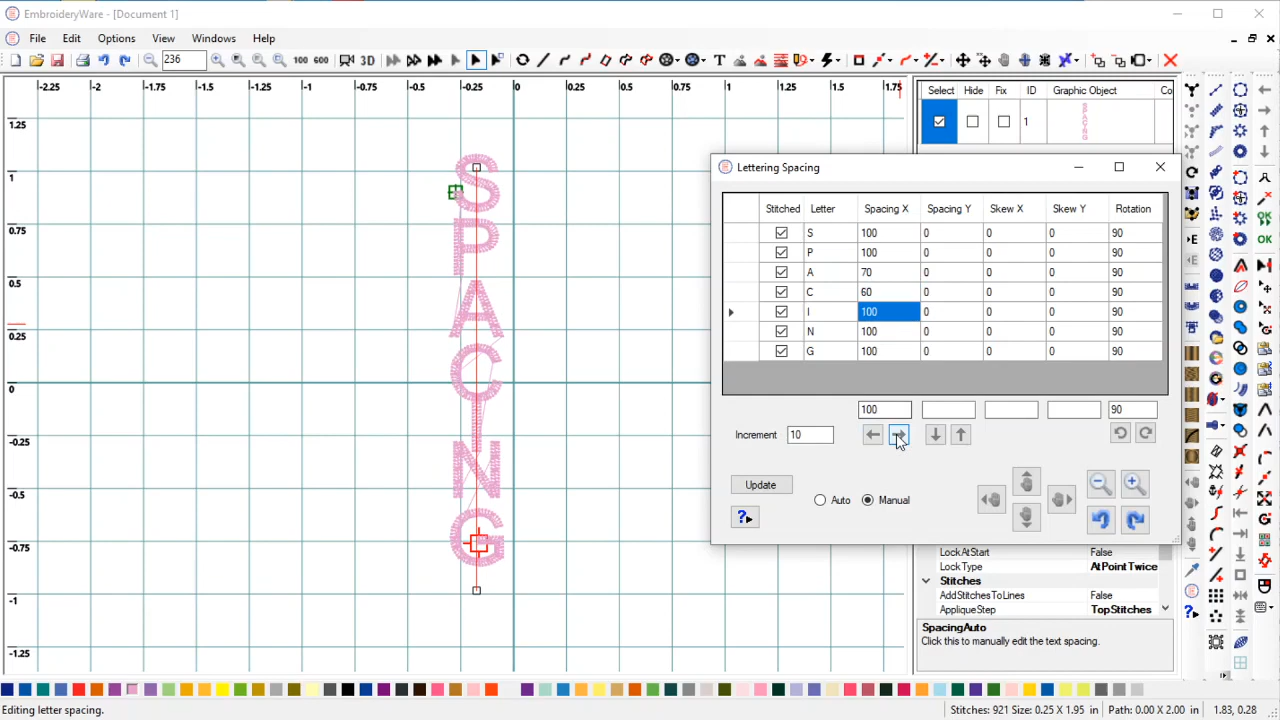 EmbroideryWare - [Document 1]
File Edit Options View Windows Help
236 100 600 3D T
-2.25 -2 -1.75 -1.5 -1.25 -1 -0.75 -0.5 -0.25 0 0.25 0.5 0.75 1 1.25 1.5 1.75
1.25
1
0.75
0.5
0.25
0
-0.25
-0.5
-0.75
-1
-1.25
S
P
A
C
I
N
G
Select Hide Fix ID Graphic Object Co
1
Lettering Spacing
Stitched Letter Spacing X Spacing Y Skew X Skew Y Rotation
S 100 0 0 0 90
P 100 0 0 0 90
A 70 0 0 0 90
C 60 0 0 0 90
I 100 0 0 0 90
N 100 0 0 0 90
G 100 0 0 0 90
100 90
Increment 10
Update Auto Manual
?
LockAtStart False
LockType AtPointTwice
Stitches
AddStitchesToLines False
AppliqueStep TopStitches
SpacingAuto
Click this to manually edit the text spacing.
E
E
OK
OK
?
Editing letter spacing. Stitches: 921 Size: 0.25 X 1.95 in Path: 0.00 X 2.00 in 1.83, 0.28